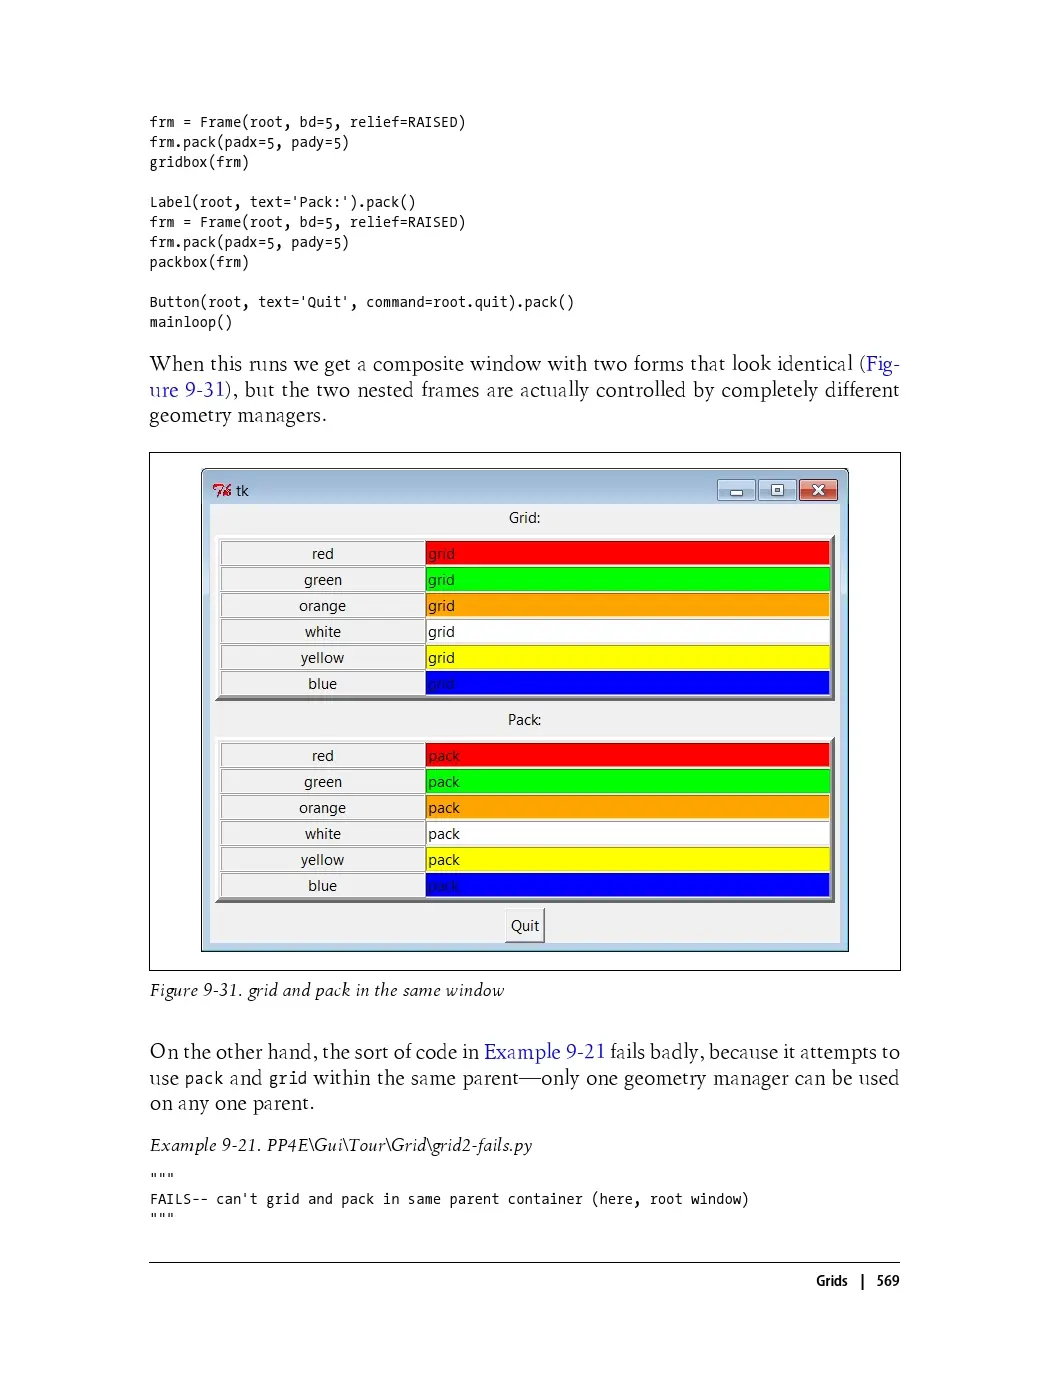 frm = Frame(root, bd=5, relief=RAISED)
frm.pack(padx=5, pady=5)
gridbox(frm)
Label(root, text='Pack:').pack()
frm = Frame(root, bd=5, relief=RAISED)
frm.pack(padx=5, pady=5)
packbox(frm)
Button(root, text='Quit', command=root.quit).pack()
mainloop()
When this runs we get a composite window with two forms that look identical (Fig-
ure 9-31), but the two nested frames are actually controlled by completely different
geometry managers.
tk
Grid:
red grid
green grid
orange grid
white grid
yellow grid
blue grid
Pack:
red pack
green pack
orange pack
white pack
yellow pack
blue pack
Quit
Figure 9-31. grid and pack in the same window
On the other hand, the sort of code in Example 9-21 fails badly, because it attempts to
use pack and grid within the same parent—only one geometry manager can be used
on any one parent.
Example 9-21. PP4E\Gui\Tour\Grid\grid2-fails.py
"""
FAILS-- can't grid and pack in same parent container (here, root window)
"""
Grids | 569